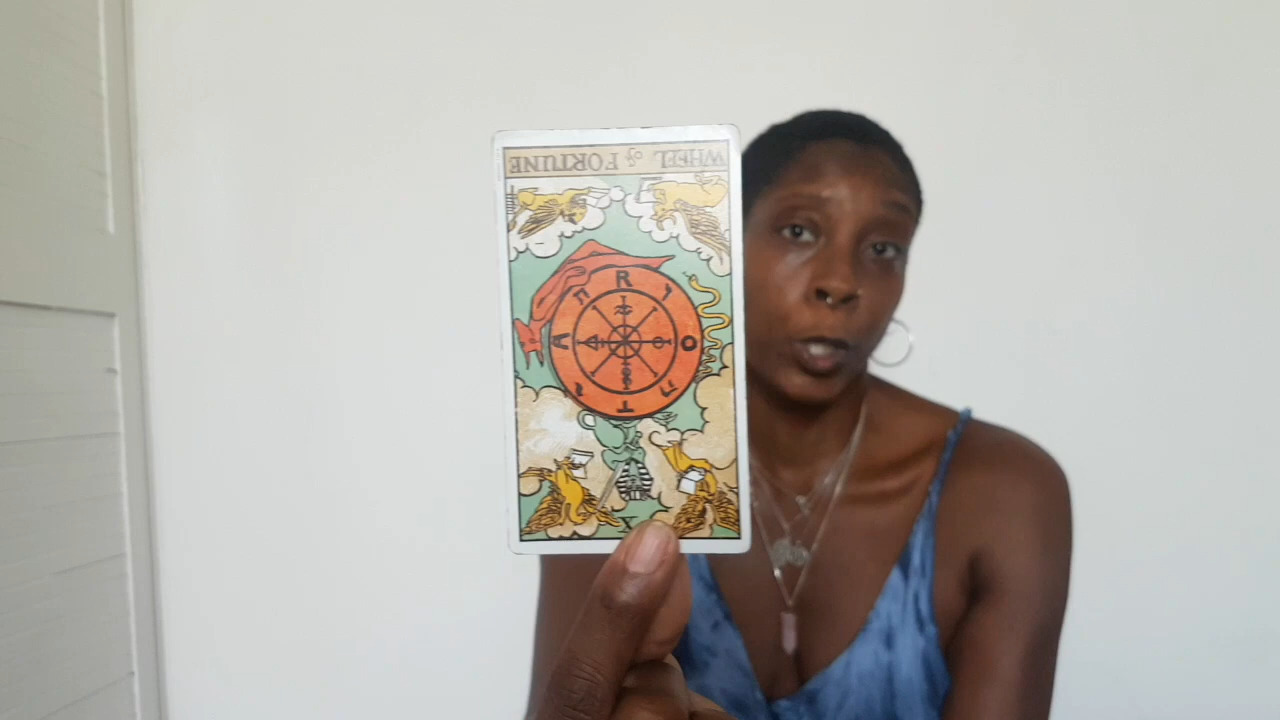 X
T
ה י
O A
ו ה
R
WHEEL of FORTUNE